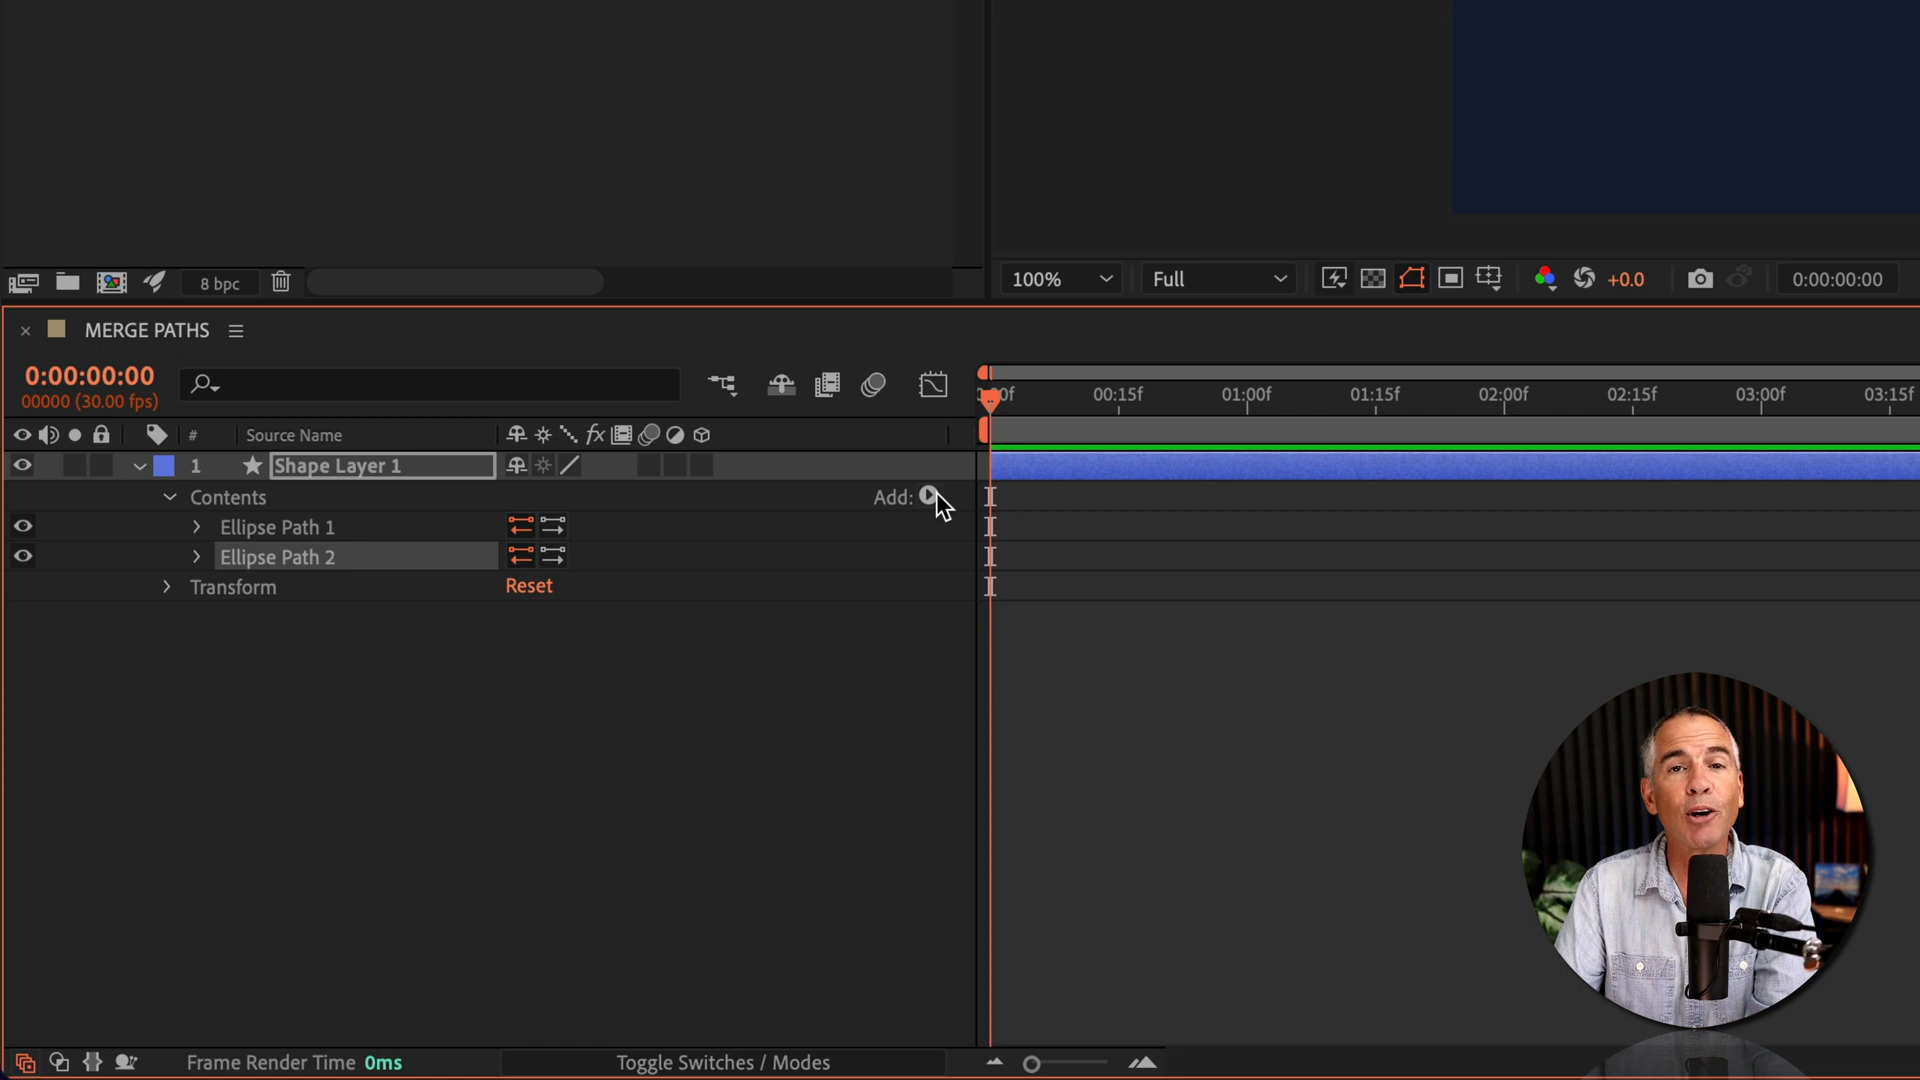 8 bpc
100%
Full
+0.0
0:00:00:00
MERGE PATHS
0:00:00:00
00000 (30.00 fps)
00:15f
01:00f
01:15f
02:00f
02:15f
03:00f
03:15f
# Source Name
fx
1 Shape Layer 1
Contents
Add:
Ellipse Path 1
Ellipse Path 2
Transform
Reset
Frame Render Time 0ms
Toggle Switches / Modes